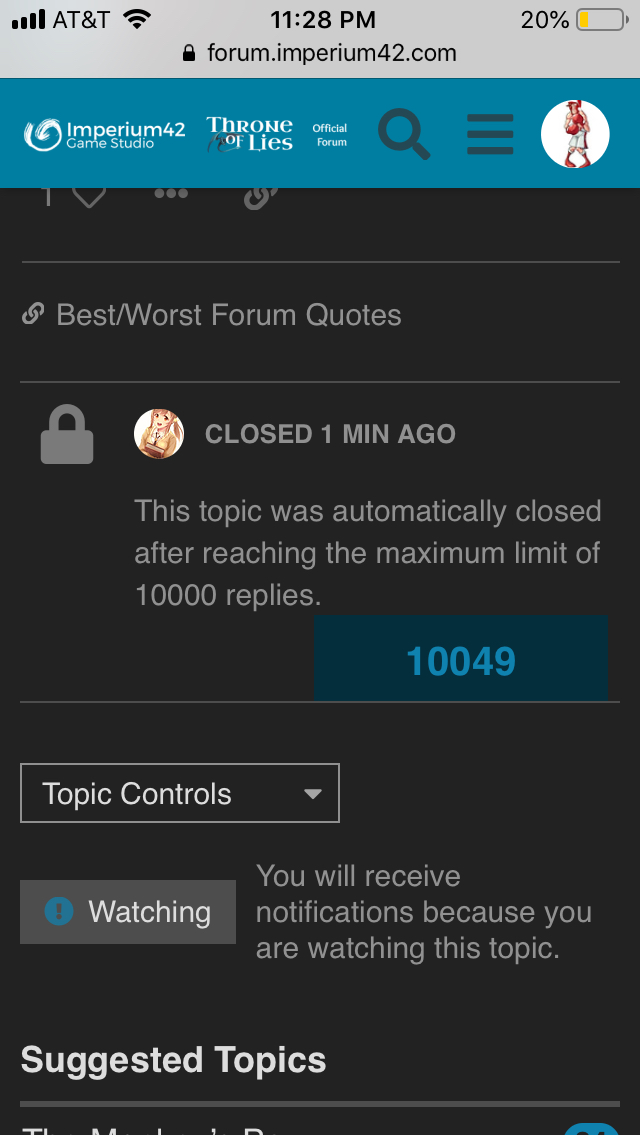 AT&T 11:28 PM 20%
forum.imperium42.com
Imperium42
Game Studio
THRONE
OF LIES
Official
Forum
1
Best/Worst Forum Quotes
CLOSED 1 MIN AGO
This topic was automatically closed
after reaching the maximum limit of
10000 replies.
10049
Topic Controls
Watching
You will receive
notifications because you
are watching this topic.
Suggested Topics